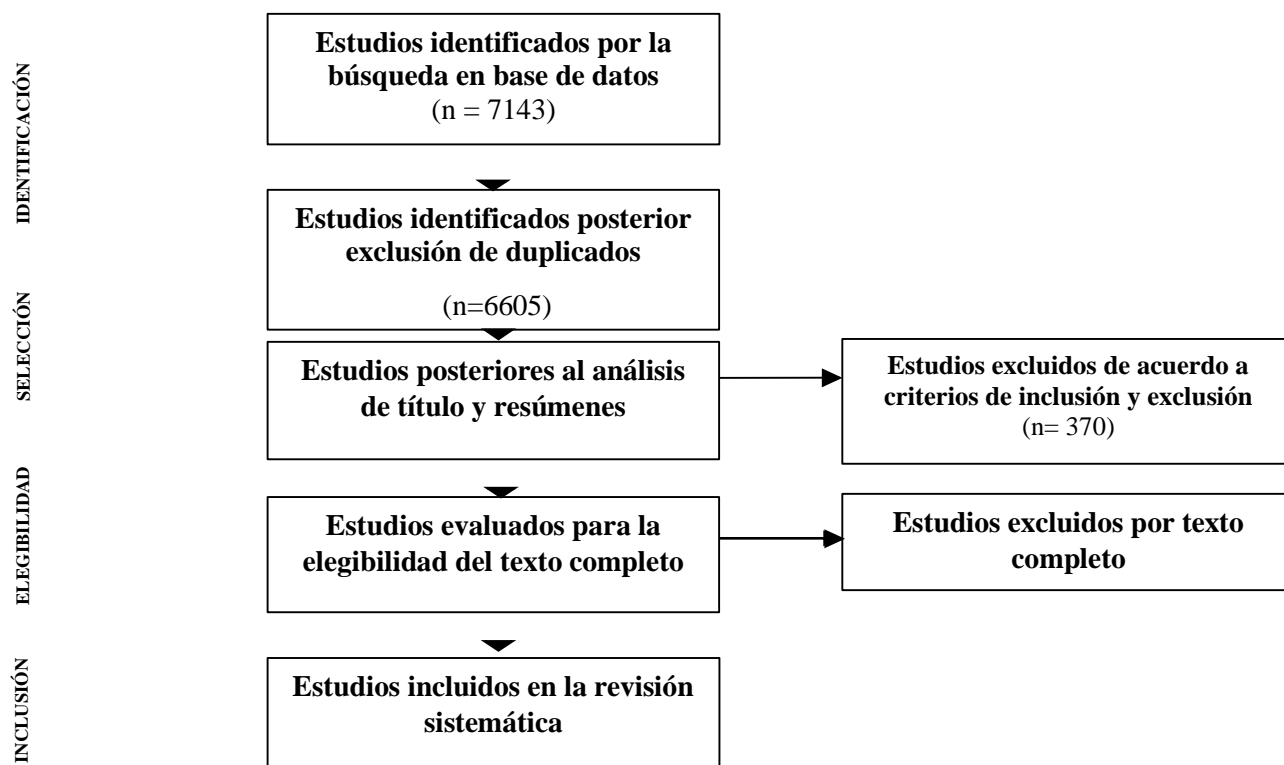 IDENTIFICACIÓN
Estudios identificados por la
búsqueda en base de datos
(n = 7143)
Estudios identificados posterior
exclusión de duplicados
(n=6605)
SELECCIÓN
Estudios posteriores al análisis
de título y resúmenes
Estudios excluidos de acuerdo a
criterios de inclusión y exclusión
(n= 370)
ELEGIBILIDAD
Estudios evaluados para la
elegibilidad del texto completo
Estudios excluidos por texto
completo
INCLUSIÓN
Estudios incluidos en la revisión
sistemática